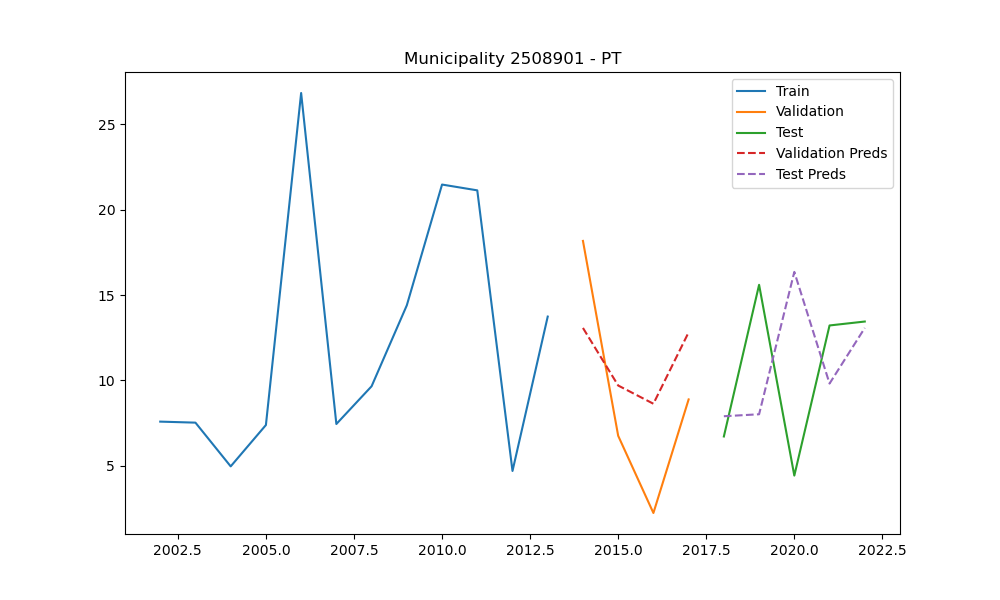 Municipality 2508901 - PT
Train
Validation
Test
Validation Preds
Test Preds
25
20
15
10
5
2002.5 2005.0 2007.5 2010.0 2012.5 2015.0 2017.5 2020.0 2022.5